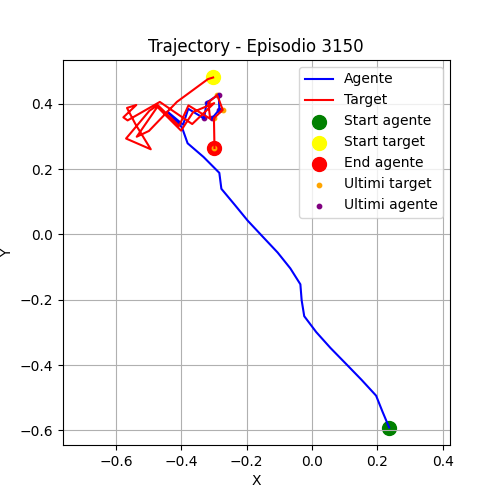 Trajectory - Episodio 3150
Agente
Target
Start agente
Start target
End agente
Ultimi target
Ultimi agente
Y
0.4
0.2
0.0
−0.2
−0.4
−0.6
−0.6
−0.4
−0.2
0.0
0.2
0.4
X